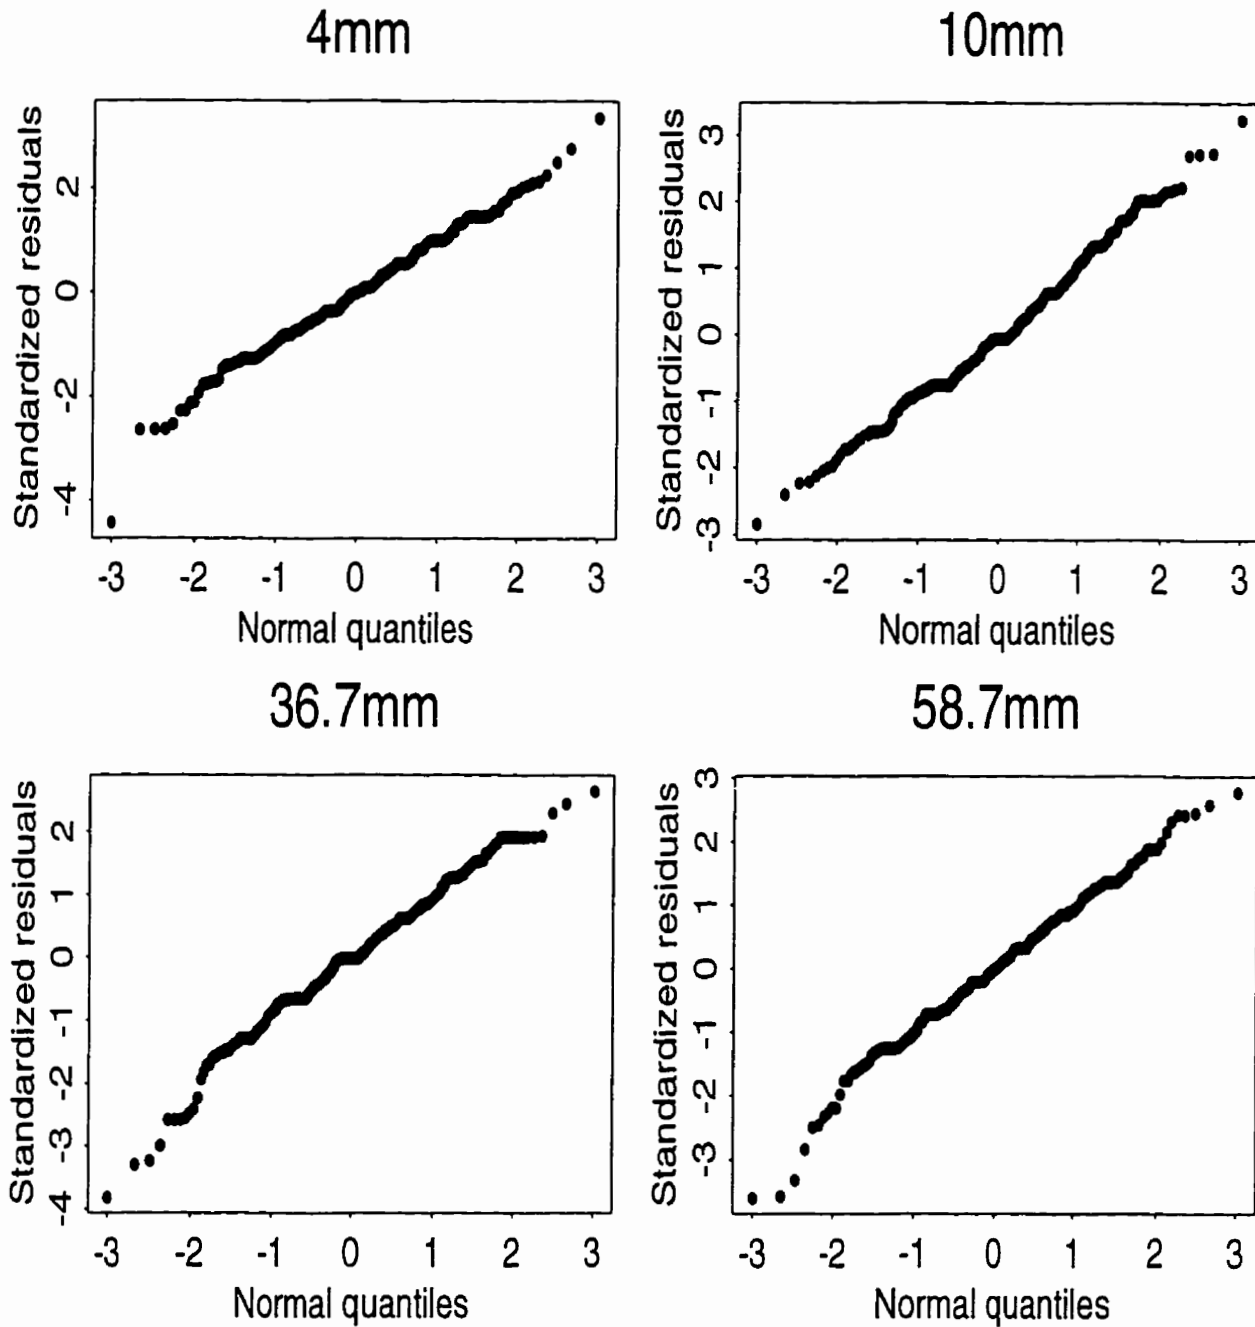 4mm
Standardized residuals
2
0
-2
-4
-3 -2 -1 0 1 2 3
Normal quantiles
10mm
Standardized residuals
3
2
1
0
-1
-2
-3
-3 -2 -1 0 1 2 3
Normal quantiles
36.7mm
Standardized residuals
2
1
0
-1
-2
-3
-4
-3 -2 -1 0 1 2 3
Normal quantiles
58.7mm
Standardized residuals
3
2
1
0
-1
-2
-3
-3 -2 -1 0 1 2 3
Normal quantiles